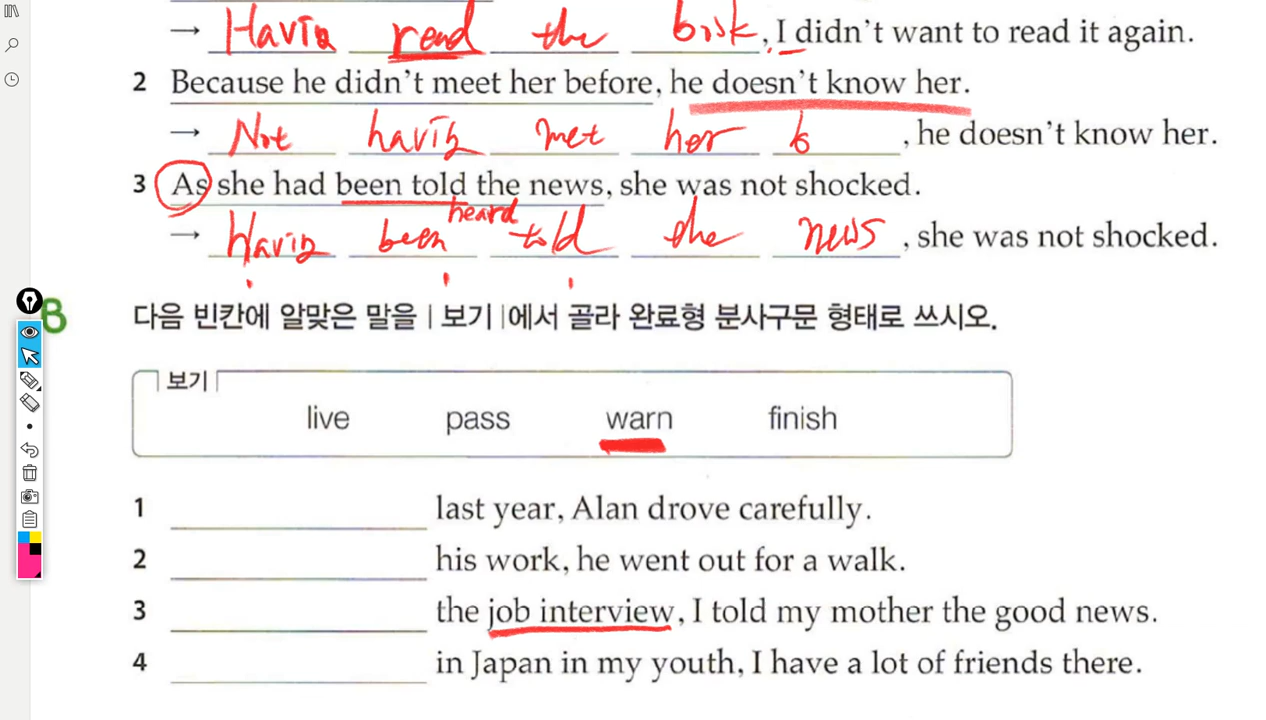 → Having read the book, I didn't want to read it again.
2 Because he didn't meet her before, he doesn't know her.
→ Not having met her b , he doesn't know her.
3 As she had been told the news, she was not shocked.
heard
→ Having been told the news, she was not shocked.
B 다음 빈칸에 알맞은 말을 | 보기 |에서 골라 완료형 분사구문 형태로 쓰시오.
보기
live pass warn finish
1 last year, Alan drove carefully.
2 his work, he went out for a walk.
3 the job interview, I told my mother the good news.
4 in Japan in my youth, I have a lot of friends there.